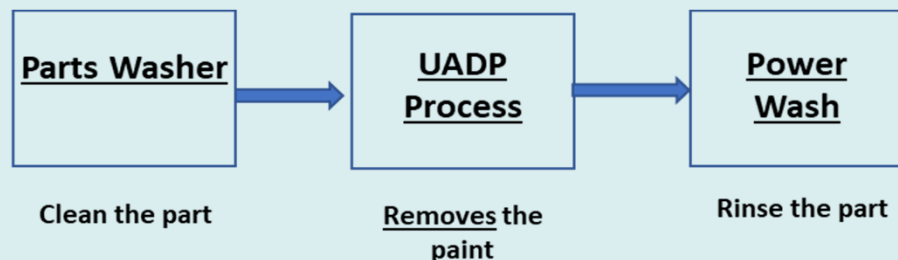 Parts Washer
UADP
Process
Power
Wash
Clean the part
Removes the
paint
Rinse the part